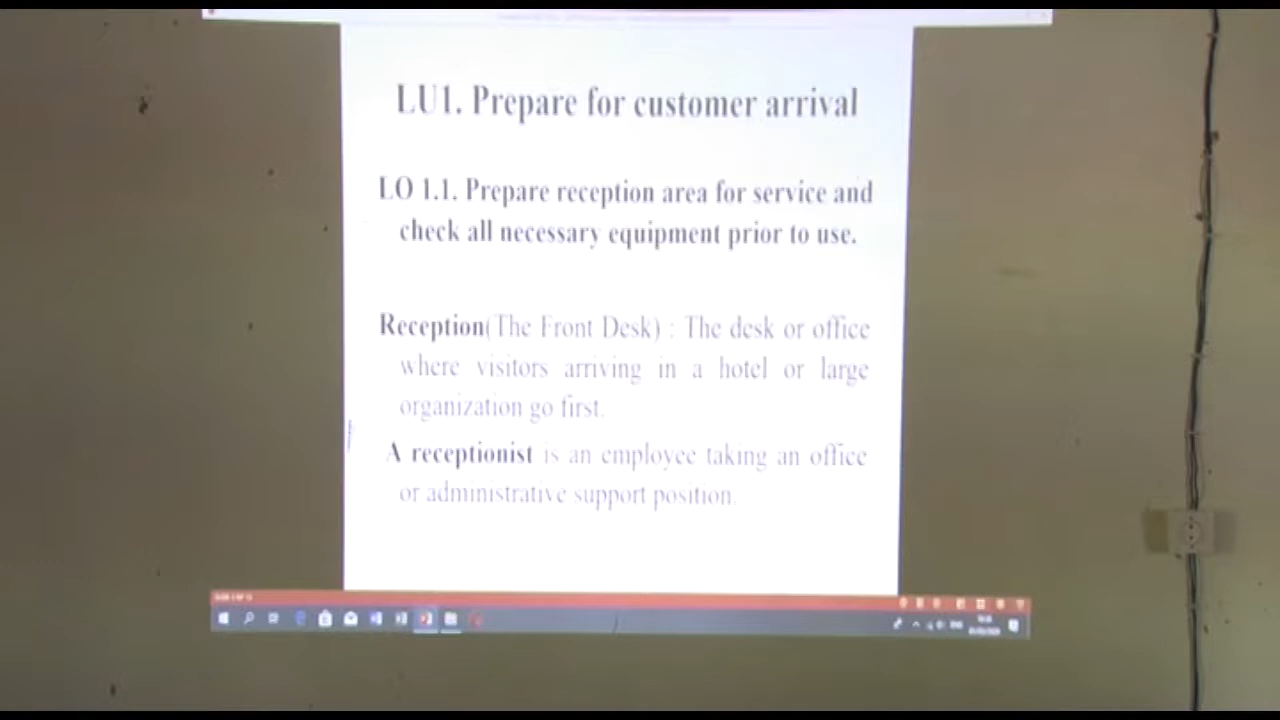 LU1. Prepare for customer arrival
LO 1.1. Prepare reception area for service and
check all necessary equipment prior to use.
Reception(The Front Desk) : The desk or office
where visitors arriving in a hotel or large
organization go first.
A receptionist is an employee taking an office
or administrative support position.